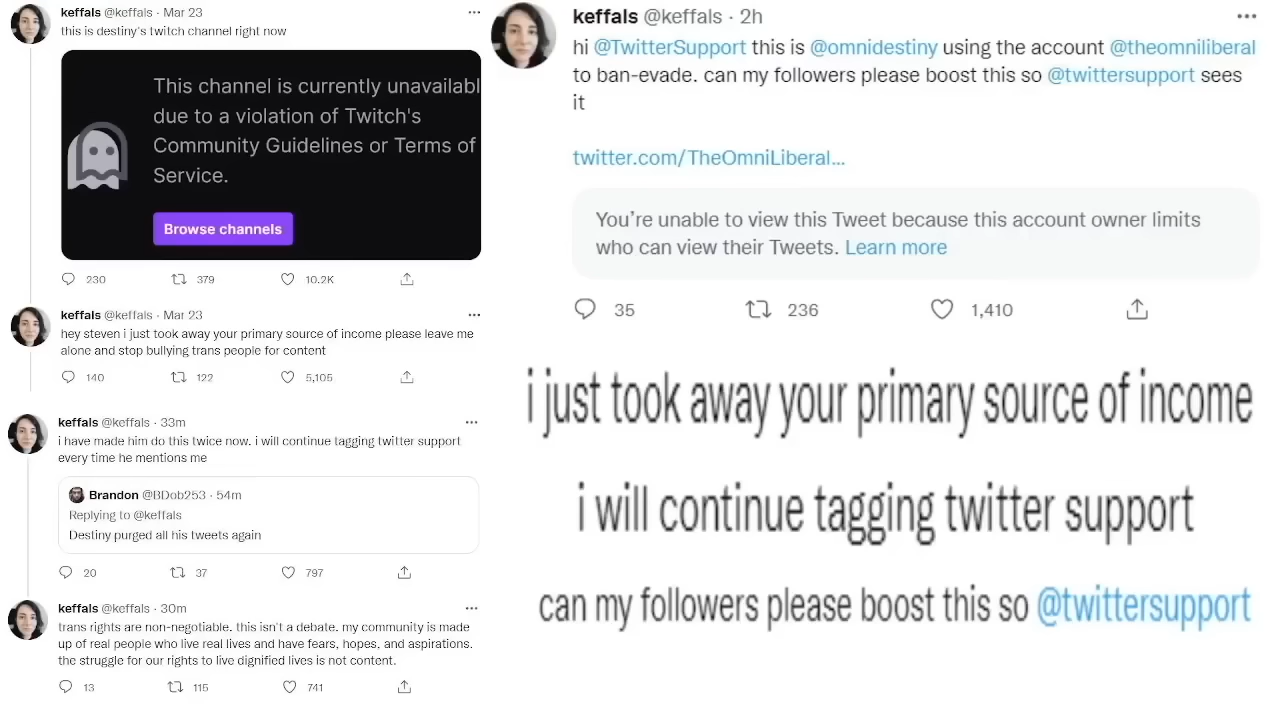 keffals @keffals · Mar 23
this is destiny's twitch channel right now
This channel is currently unavailabl
due to a violation of Twitch's
Community Guidelines or Terms of
Service.
Browse channels
230 379 10.2K
keffals @keffals · Mar 23
hey steven i just took away your primary source of income please leave me
alone and stop bullying trans people for content
140 122 5,105
keffals @keffals · 33m
i have made him do this twice now. i will continue tagging twitter support
every time he mentions me
Brandon @BDob253 · 54m
Replying to @keffals
Destiny purged all his tweets again
20 37 797
keffals @keffals · 30m
trans rights are non-negotiable. this isn't a debate. my community is made
up of real people who live real lives and have fears, hopes, and aspirations.
the struggle for our rights to live dignified lives is not content.
13 115 741
keffals @keffals · 2h
hi @TwitterSupport this is @omnidestiny using the account @theomniliberal
to ban-evade. can my followers please boost this so @twittersupport sees
it
twitter.com/TheOmniLiberal...
You're unable to view this Tweet because this account owner limits
who can view their Tweets. Learn more
35 236 1,410
i just took away your primary source of income
i will continue tagging twitter support
can my followers please boost this so @twittersupport